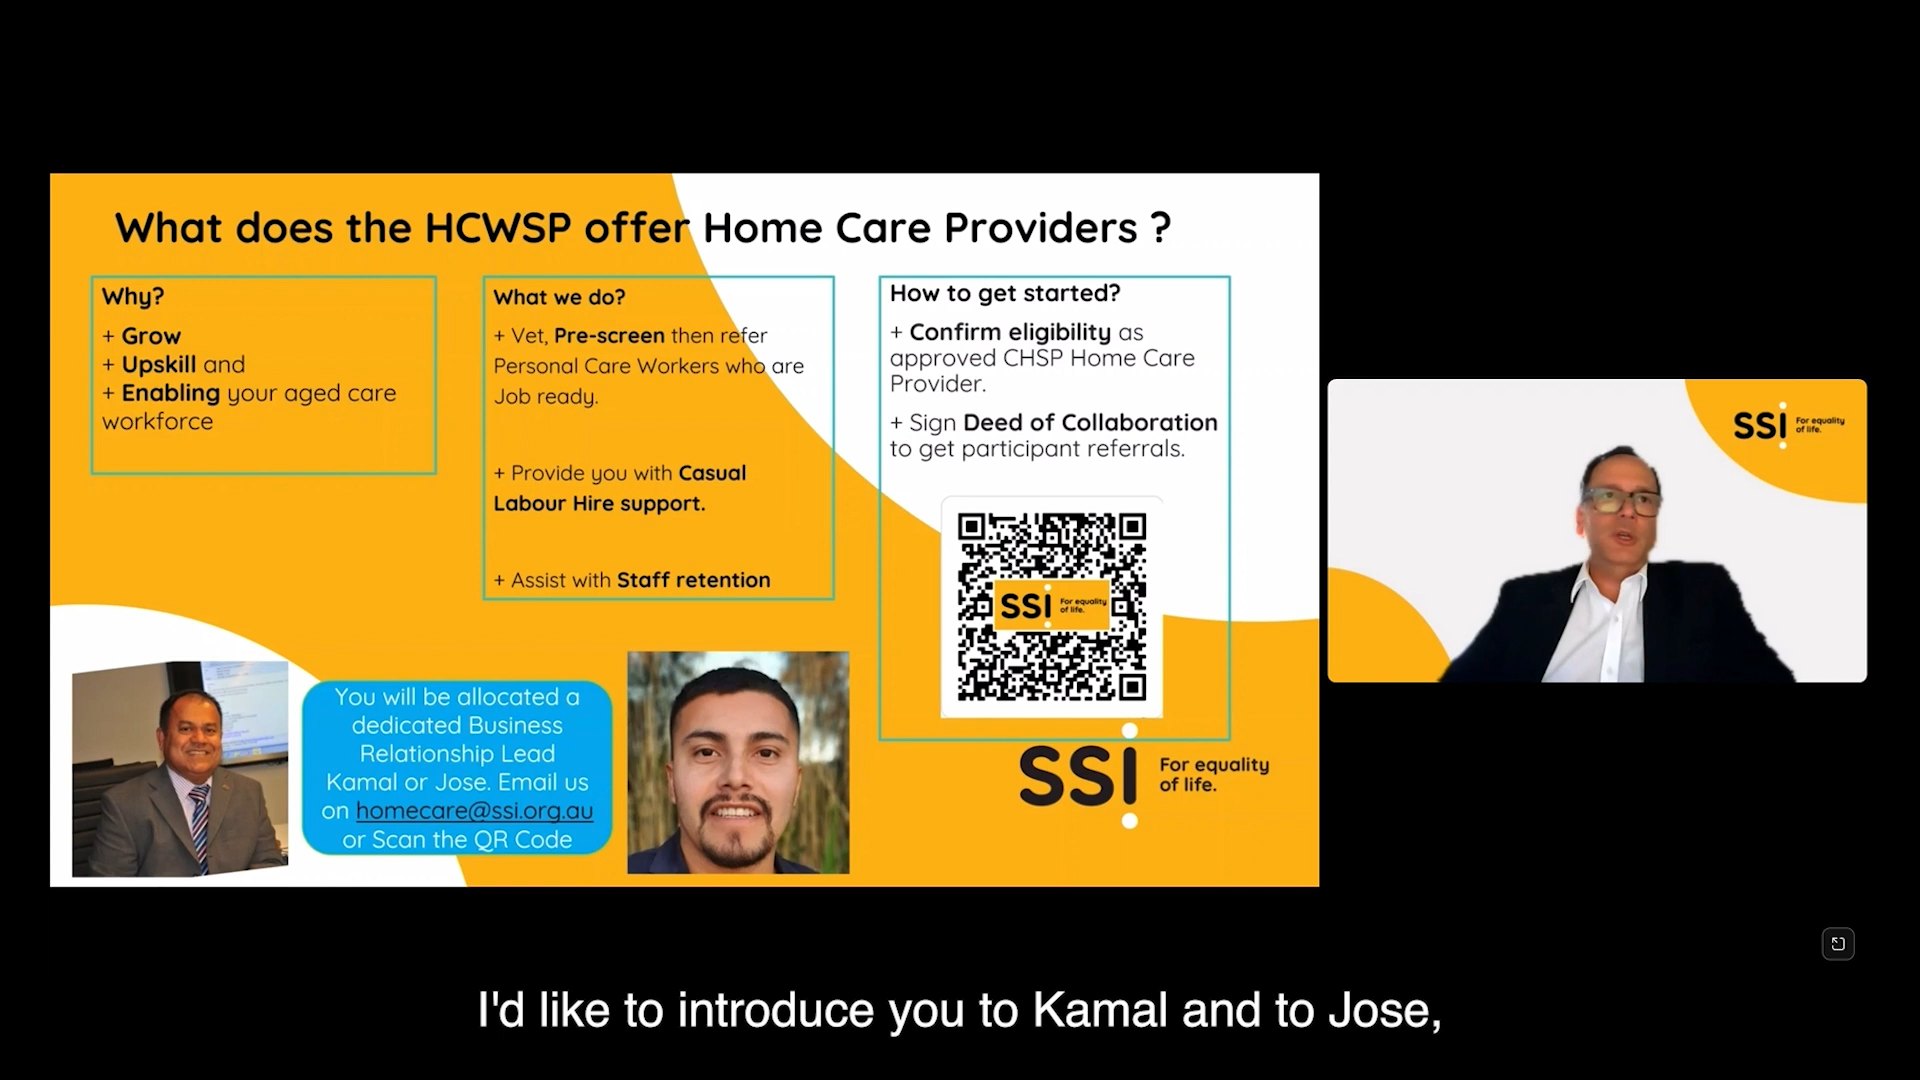 What does the HCWSP offer Home Care Providers ?
Why?
+ Grow
+ Upskill and
+ Enabling your aged care
workforce
What we do?
+ Vet, Pre-screen then refer
Personal Care Workers who are
Job ready.
+ Provide you with Casual
Labour Hire support.
+ Assist with Staff retention
How to get started?
+ Confirm eligibility as
approved CHSP Home Care
Provider.
+ Sign Deed of Collaboration
to get participant referrals.
SSi For equality
of life.
You will be allocated a
dedicated Business
Relationship Lead
Kamal or Jose. Email us
on homecare@ssi.org.au
or Scan the QR Code
SSi For equality
of life.
SSi For equality
of life.
I'd like to introduce you to Kamal and to Jose,